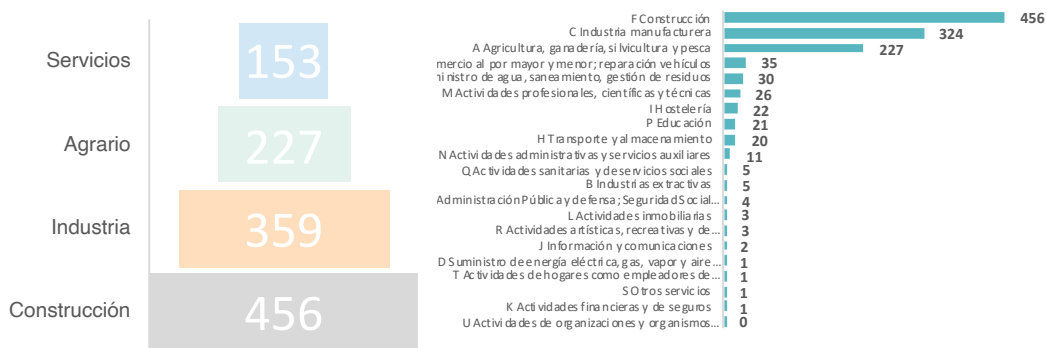 Servicios 153
Agrario 227
Industria 359
Construcción 456
F Construcción 456
C Industria manufacturera 324
A Agricultura, ganadería, silvicultura y pesca 227
mercio al por mayor y menor; reparación vehículos 35
inistro de agua, saneamiento, gestión de residuos 30
M Actividades profesionales, científicas y técnicas 26
I Hostelería 22
P Educación 21
H Transporte y almacenamiento 20
N Actividades administrativas y servicios auxiliares 11
Q Actividades sanitarias y de servicios sociales 5
B Industrias extractivas 5
Administración Pública y defensa; Seguridad Social... 4
L Actividades inmobiliarias 3
R Actividades artísticas, recreativas y de... 3
J Información y comunicaciones 2
D Suministro de energía eléctrica, gas, vapor y aire... 1
T Actividades de hogares como empleadores de... 1
S Otros servicios 1
K Actividades financieras y de seguros 1
U Actividades de organizaciones y organismos... 0